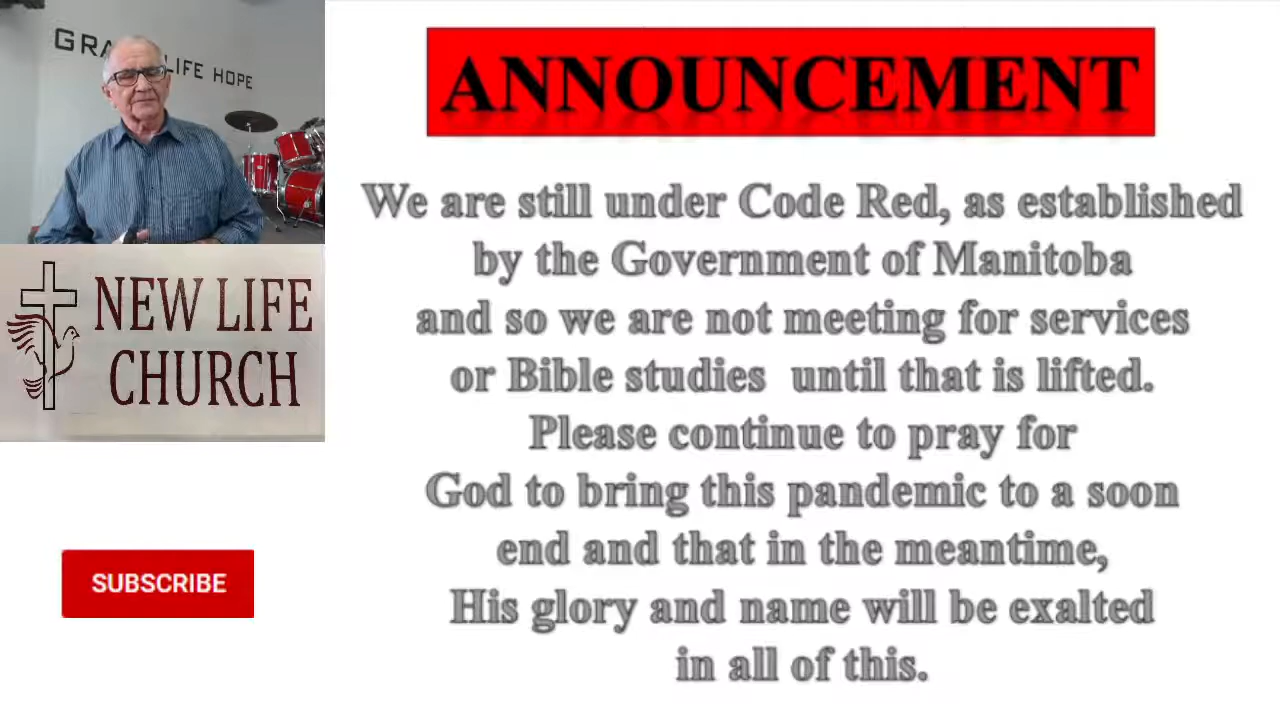 GRA LIFE HOPE
NEW LIFE
CHURCH
SUBSCRIBE
ANNOUNCEMENT
We are still under Code Red, as established
by the Government of Manitoba
and so we are not meeting for services
or Bible studies until that is lifted.
Please continue to pray for
God to bring this pandemic to a soon
end and that in the meantime,
His glory and name will be exalted
in all of this.